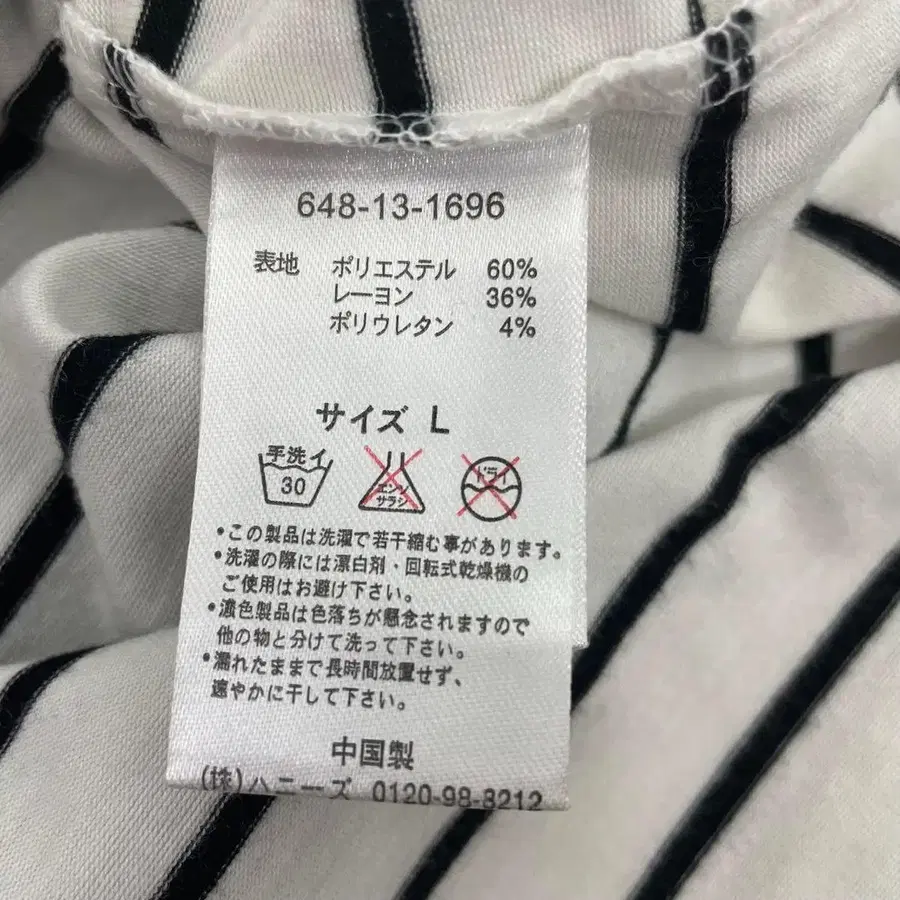 648-13-1696
表地 ポリエステル 60%
レーヨン 36%
ポリウレタン 4%
サイズ L
手洗イ
30
エンソ
サラシ
ドライ
•この製品は洗濯で若干縮む事があります。
•洗濯の際には漂白剤・回転式乾燥機の
ご使用はお避け下さい。
•濃色製品は色落ちが懸念されますので
他の物と分けて洗って下さい。
•濡れたままで長時間放置せず、
速やかに干して下さい。
中国製
(株)ハニーズ 0120-98-8212